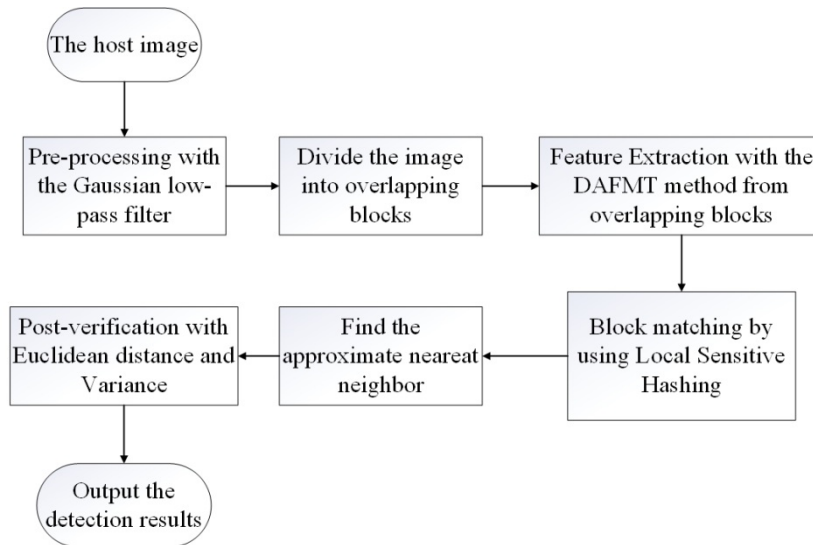 The host image
Pre-processing with
the Gaussian low-
pass filter
Divide the image
into overlapping
blocks
Feature Extraction with the
DAFMT method from
overlapping blocks
Block matching by
using Local Sensitive
Hashing
Find the
approximate neareat
neighbor
Post-verification with
Euclidean distance and
Variance
Output the
detection results